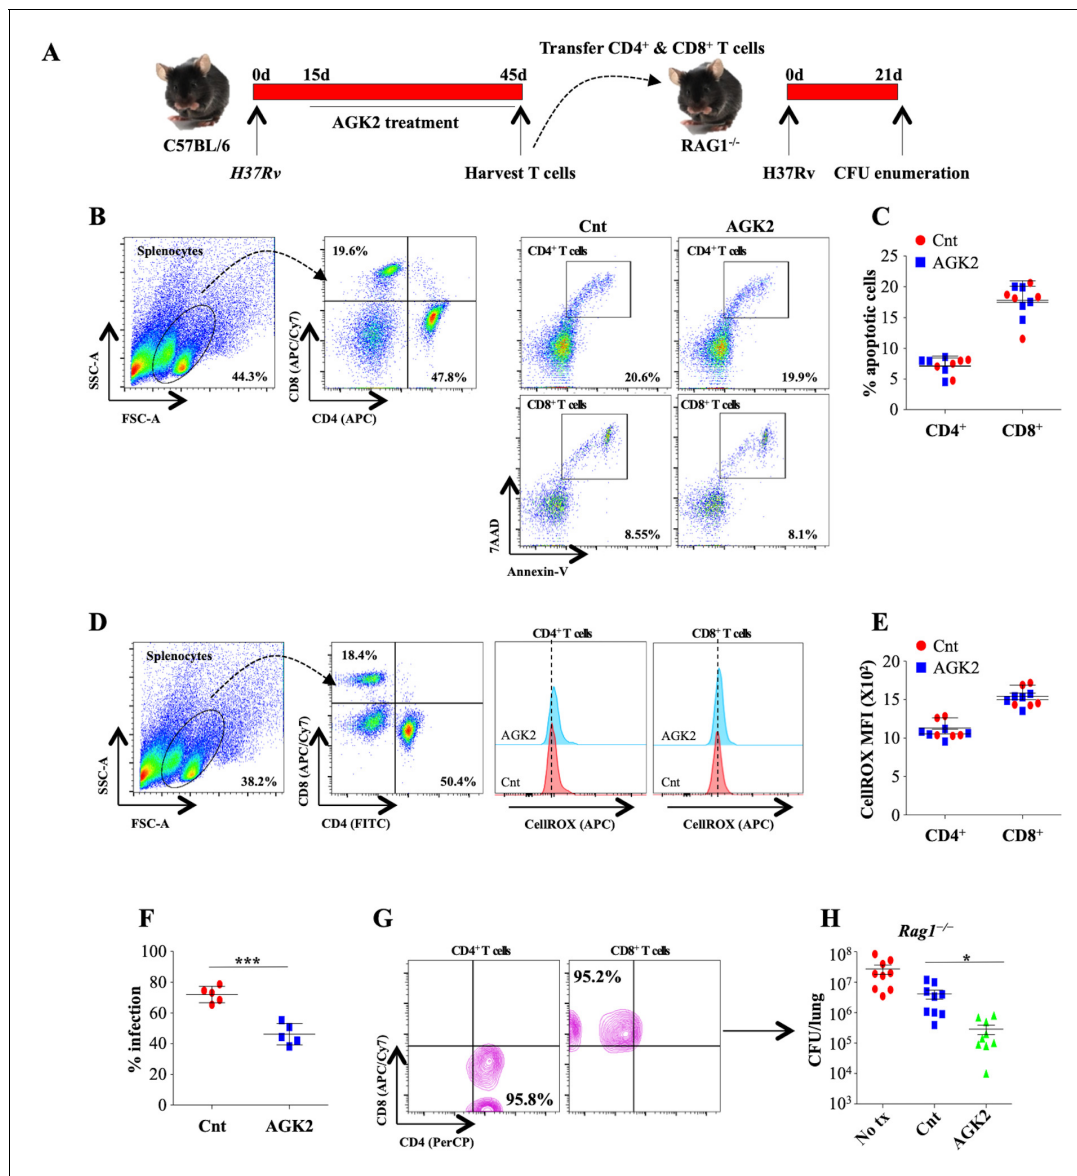 A
Transfer CD4⁺ & CD8⁺ T cells
0d 15d 45d
0d 21d
AGK2 treatment
C57BL/6
RAG1⁻/⁻
H37Rv
Harvest T cells
H37Rv
CFU enumeration
B
Splenocytes
44.3%
SSC-A
FSC-A
19.6%
47.8%
CD8 (APC/Cy7)
CD4 (APC)
Cnt
AGK2
CD4⁺ T cells
20.6%
CD4⁺ T cells
19.9%
CD8⁺ T cells
8.55%
CD8⁺ T cells
8.1%
7AAD
Annexin-V
C
Cnt
AGK2
% apoptotic cells
25
20
15
10
5
0
CD4⁺ CD8⁺
D
Splenocytes
38.2%
SSC-A
FSC-A
18.4%
50.4%
CD8 (APC/Cy7)
CD4 (FITC)
CD4⁺ T cells
AGK2
Cnt
CellROX (APC)
CD8⁺ T cells
AGK2
Cnt
CellROX (APC)
E
Cnt
AGK2
CellROX MFI (X10²)
20
15
10
5
0
CD4⁺ CD8⁺
F
% infection
100
80
60
40
20
0
***
Cnt AGK2
G
CD4⁺ T cells
95.8%
CD8⁺ T cells
95.2%
CD8 (APC/Cy7)
CD4 (PerCP)
H
Rag1⁻/⁻
*
CFU/lung
10⁸
10⁷
10⁶
10⁵
10⁴
10³
No tx
Cnt
AGK2